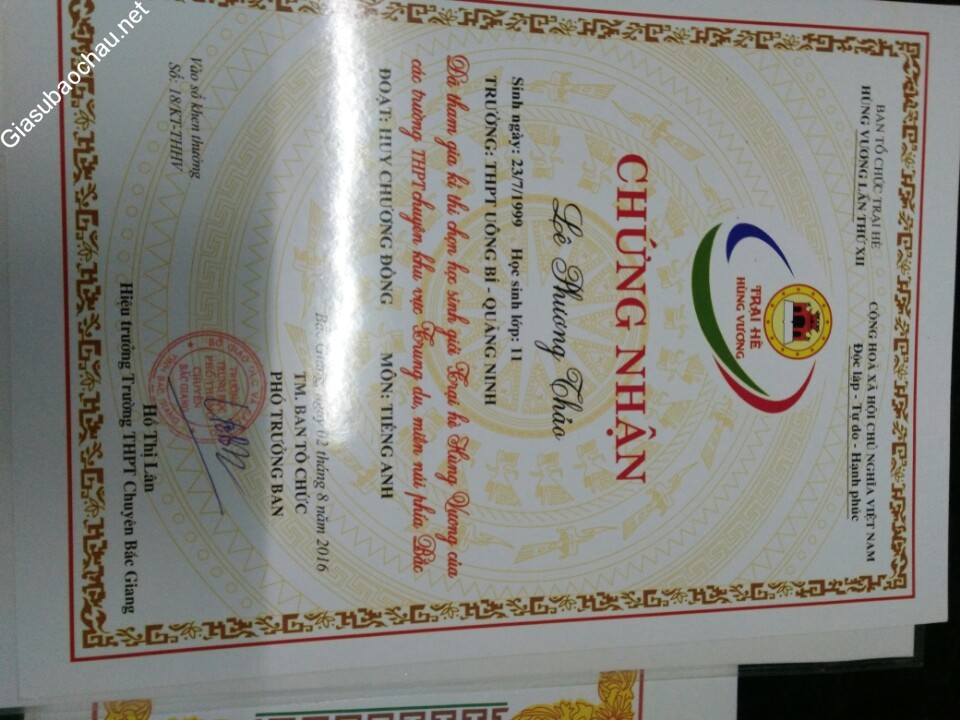 BAN TỔ CHỨC TRẠI HÈ
HÙNG VƯƠNG LẦN THỨ XII
CỘNG HOÀ XÃ HỘI CHỦ NGHĨA VIỆT NAM
Độc lập - Tự do - Hạnh phúc
TRẠI HÈ
HÙNG VƯƠNG
CHỨNG NHẬN
Lê Phương Thảo
Sinh ngày: 23/7/1999 Học sinh lớp: 11
TRƯỜNG: THPT UÔNG BÍ - QUẢNG NINH
Đã tham gia kì thi chọn học sinh giỏi Trại hè Hùng Vương của
các trường THPT chuyên khu vực Trung du, miền núi phía Bắc
ĐOẠT: HUY CHƯƠNG ĐỒNG MÔN: TIẾNG ANH
Bắc Giang, ngày 02 tháng 8 năm 2016
TM. BAN TỔ CHỨC
PHÓ TRƯỞNG BAN
Vào sổ khen thưởng
Số: 18/KT-THHV
Hồ Thị Lân
Hiệu trưởng Trường THPT Chuyên Bắc Giang
Giasubaochau.net